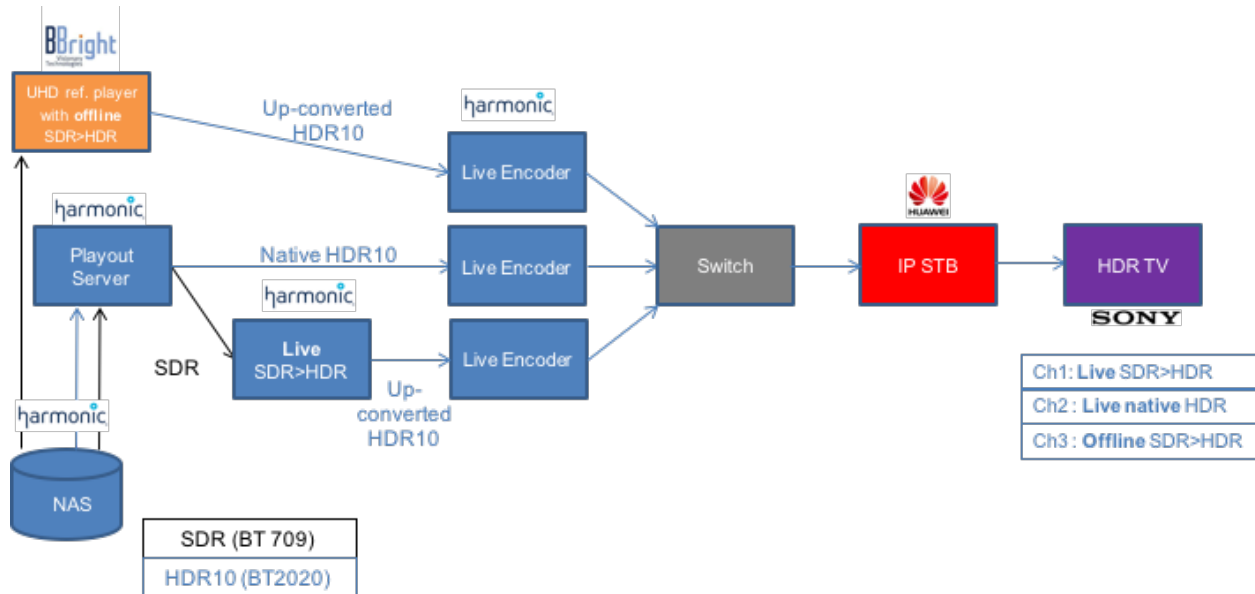 BBright
Visionary
Technologies
UHD ref. player
with offline
SDR>HDR
Up-converted
HDR10
harmonic
Live Encoder
harmonic
Playout
Server
Native HDR10
Live Encoder
Switch
HUAWEI
IP STB
HDR TV
SONY
harmonic
SDR
Live
SDR>HDR
Up-
converted
HDR10
Live Encoder
Ch1: Live SDR>HDR
Ch2 : Live native HDR
Ch3 : Offline SDR>HDR
harmonic
NAS
SDR (BT 709)
HDR10 (BT2020)